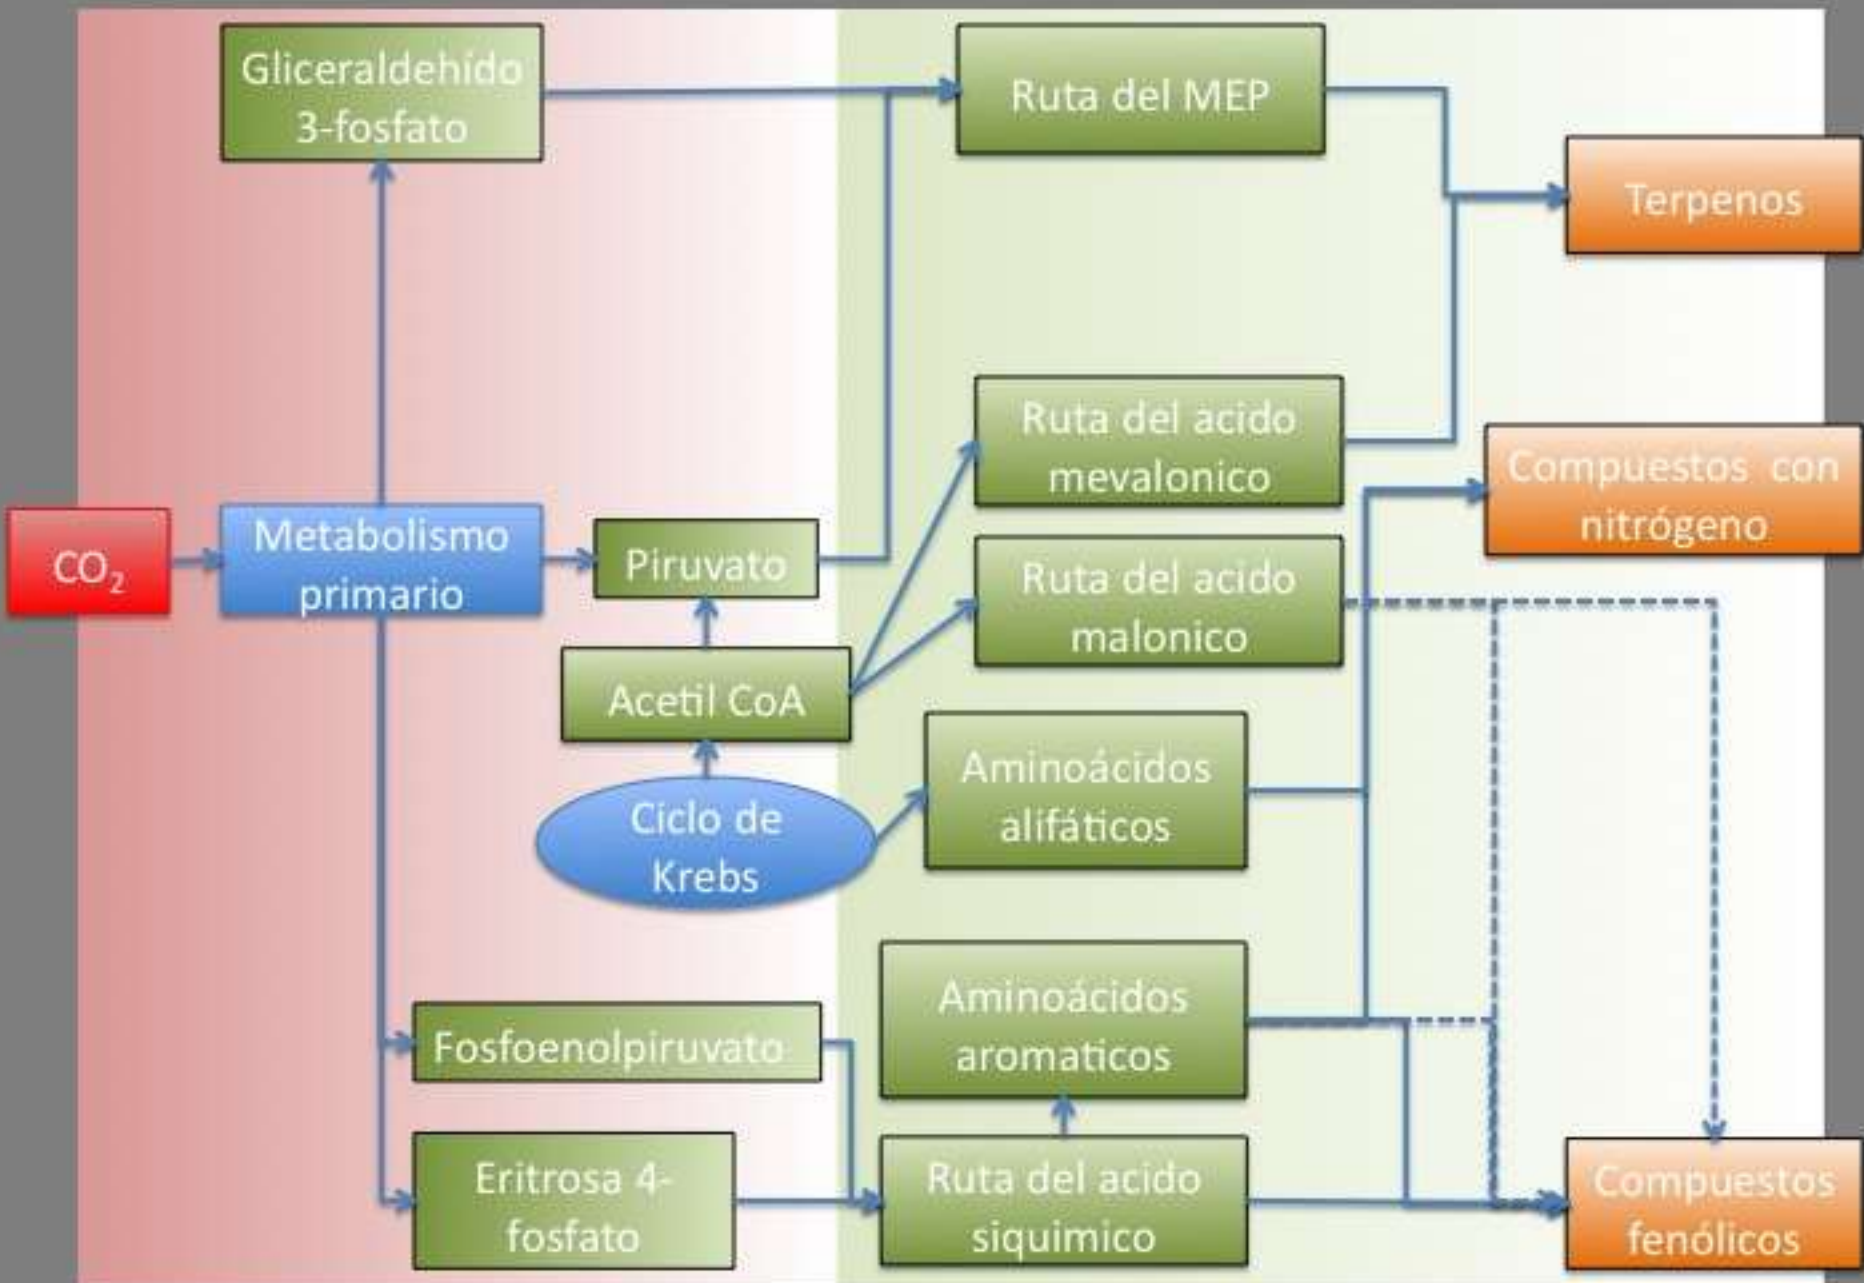 Gliceraldehído
3-fosfato
Ruta del MEP
Terpenos
Ruta del acido
mevalonico
Compuestos con
nitrógeno
CO₂
Metabolismo
primario
Piruvato
Ruta del acido
malonico
Acetil CoA
Aminoácidos
alifáticos
Ciclo de
Krebs
Aminoácidos
aromaticos
Fosfoenolpiruvato
Eritrosa 4-
fosfato
Ruta del acido
siquimico
Compuestos
fenólicos